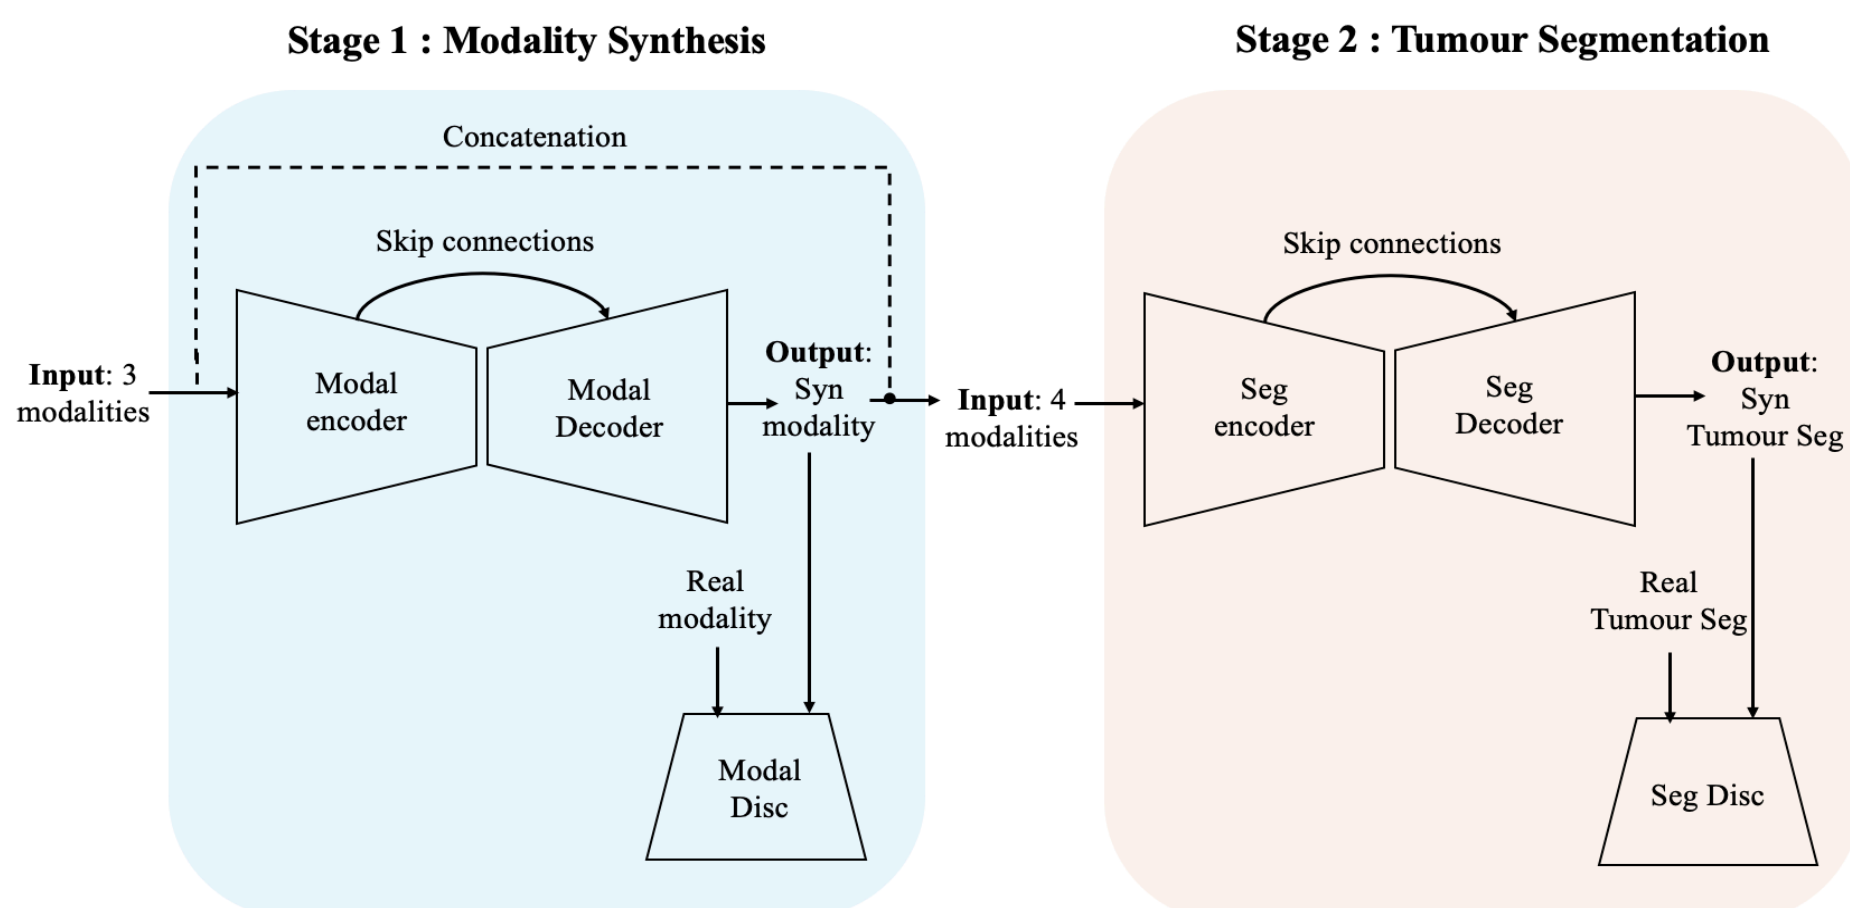 Stage 1 : Modality Synthesis
Concatenation
Skip connections
Input: 3
modalities
Modal
encoder
Modal
Decoder
Output:
Syn
modality
Real
modality
Modal
Disc
Stage 2 : Tumour Segmentation
Skip connections
Input: 4
modalities
Seg
encoder
Seg
Decoder
Output:
Syn
Tumour Seg
Real
Tumour Seg
Seg Disc